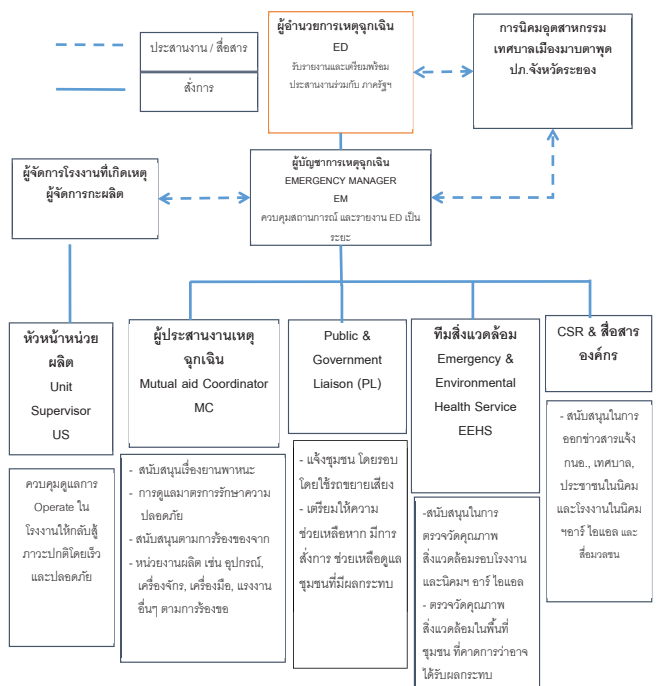 ประสานงาน / สื่อสาร
สั่งการ
ผู้อำนวยการเหตุฉุกเฉิน
ED
รับรายงานและเตรียมพร้อม
ประสานงานร่วมกับ ภาครัฐฯ
การนิคมอุตสาหกรรม
เทศบาลเมืองมาบตาพุด
ปภ.จังหวัดระยอง
ผู้จัดการโรงงานที่เกิดเหตุ
ผู้จัดการกะผลิต
ผู้บัญชาการเหตุฉุกเฉิน
EMERGENCY MANAGER
EM
ควบคุมสถานการณ์ และรายงาน ED เป็น
ระยะ
หัวหน้าหน่วย
ผลิต
Unit
Supervisor
US
ควบคุมดูแลการ
Operate ใน
โรงงานให้กลับสู่
ภาวะปกติโดยเร็ว
และปลอดภัย
ผู้ประสานงานเหตุ
ฉุกเฉิน
Mutual aid Coordinator
MC
- สนับสนุนเรื่องยานพาหนะ
- การดูแลมาตรการรักษาความ
ปลอดภัย
- สนับสนุนตามการร้องของจาก
- หน่วยงานผลิต เช่น อุปกรณ์,
เครื่องจักร, เครื่องมือ, แรงงาน
อื่นๆ ตามการร้องขอ
Public &
Government
Liaison (PL)
- แจ้งชุมชน โดยรอบ
โดยใช้รถขยายเสียง
- เตรียมให้ความ
ช่วยเหลือหาก มีการ
สั่งการ ช่วยเหลือดูแล
ชุมชนที่มีผลกระทบ
ทีมสิ่งแวดล้อม
Emergency &
Environmental
Health Service
EEHS
-สนับสนุนในการ
ตรวจวัดคุณภาพ
สิ่งแวดล้อมรอบโรงงาน
และนิคมฯ อาร์ ไอแอล
- ตรวจวัดคุณภาพ
สิ่งแวดล้อมในพื้นที่
ชุมชน ที่คาดการว่าอาจ
ได้รับผลกระทบ
CSR & สื่อสาร
องค์กร
- สนับสนุนในการ
ออกข่าวสารแจ้ง
กนอ., เทศบาล,
ประชาชนในนิคม
และโรงงานในนิคม
ฯอาร์ ไอแอล และ
สื่อมวลชน